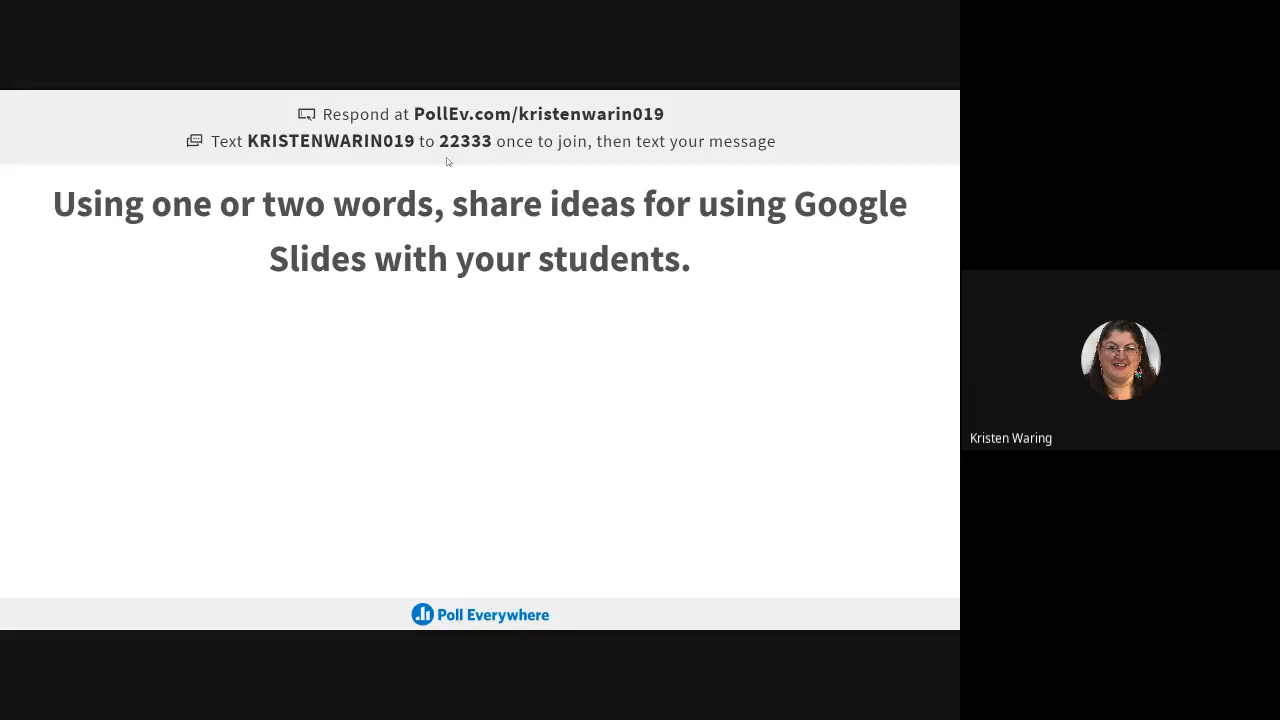 Respond at PollEv.com/kristenwarin019
Text KRISTENWARIN019 to 22333 once to join, then text your message
Using one or two words, share ideas for using Google
Slides with your students.
Kristen Waring
Poll Everywhere